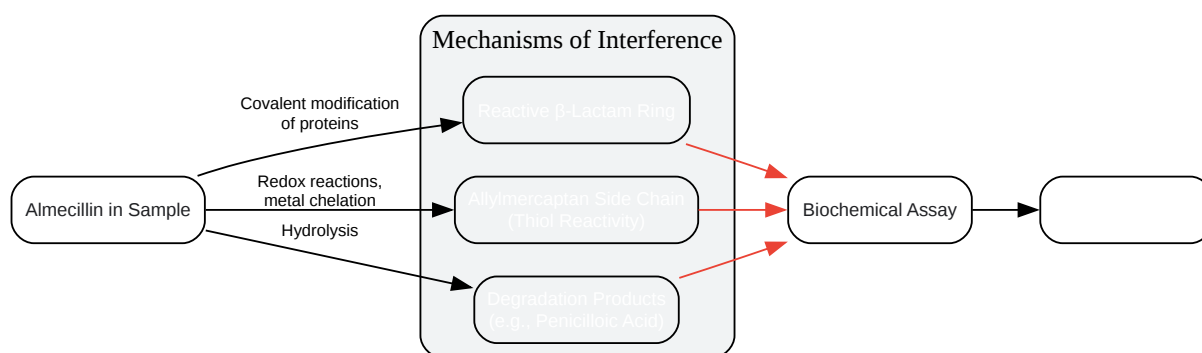 Mechanisms of Interference
Covalent modification
of proteins
Reactive β-Lactam Ring
Almecillin in Sample
Redox reactions,
metal chelation
Allylmercaptan Side Chain
(Thiol Reactivity)
Biochemical Assay
Hydrolysis
Degradation Products
(e.g., Penicilloic Acid)